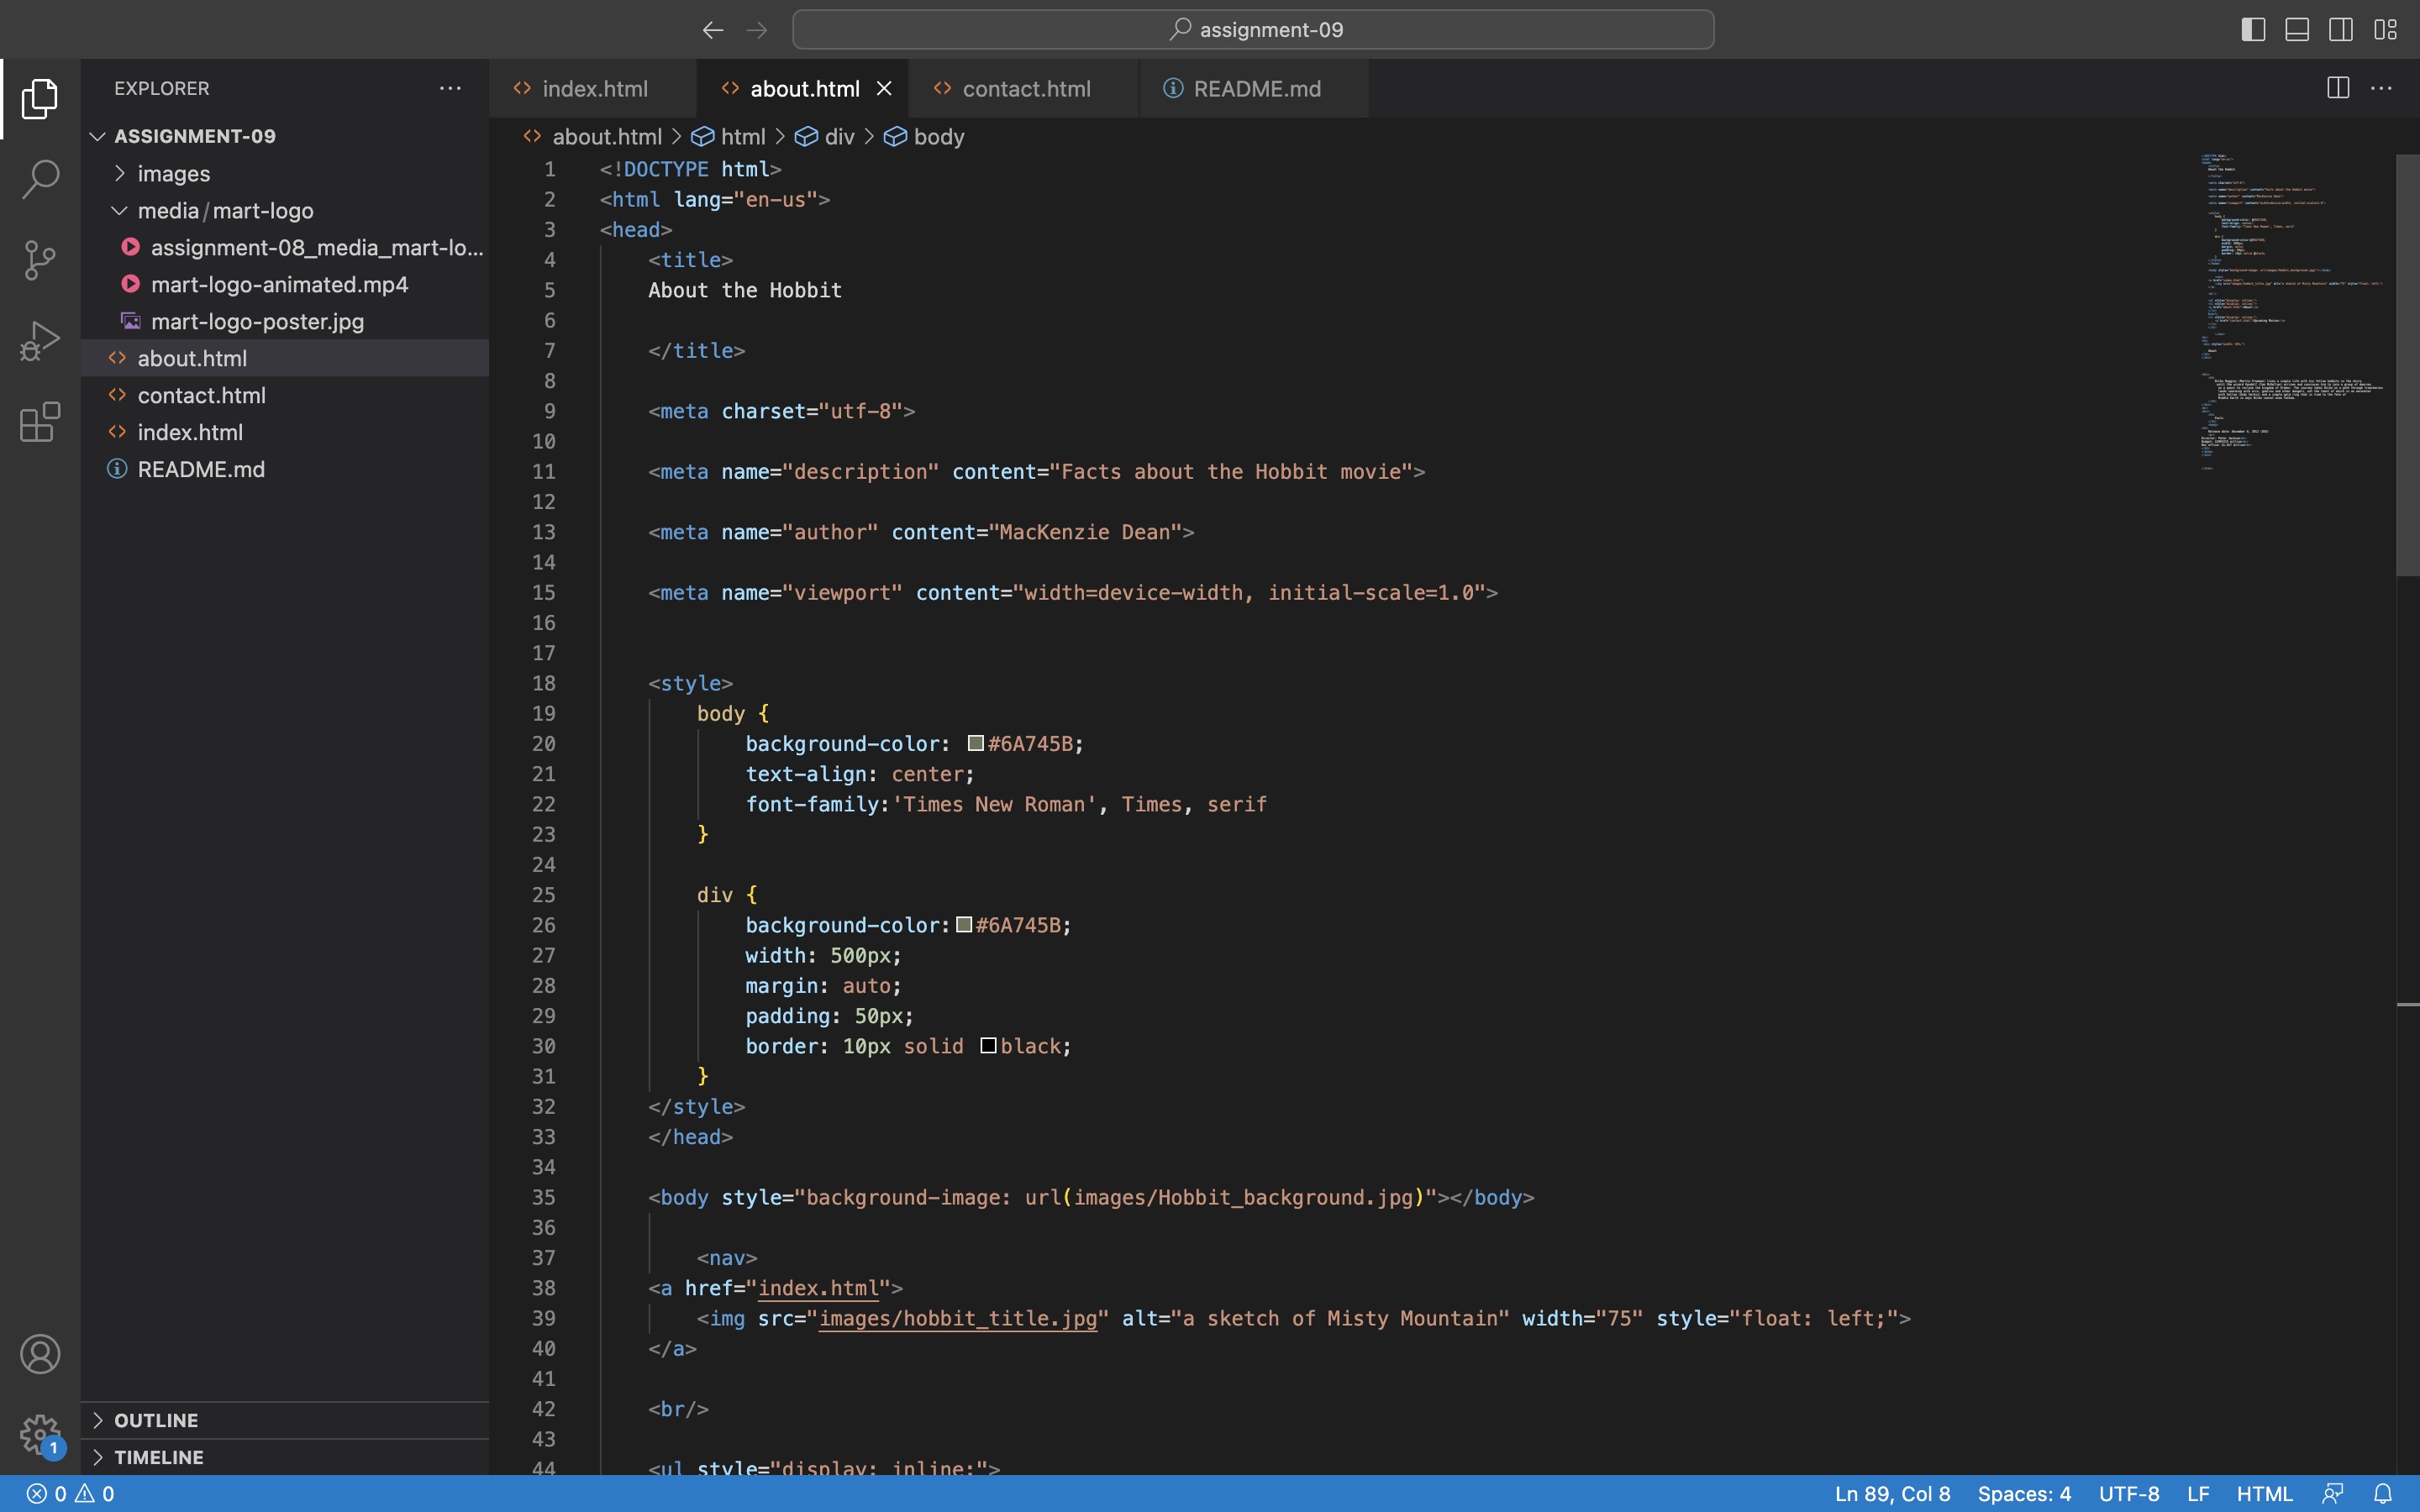 assignment-09
EXPLORER
ASSIGNMENT-09
images
media/mart-logo
assignment-08_media_mart-lo...
mart-logo-animated.mp4
mart-logo-poster.jpg
about.html
contact.html
index.html
README.md
OUTLINE
TIMELINE
index.html
about.html
contact.html
README.md
about.html > html > div > body
1 <!DOCTYPE html>
2 <html lang="en-us">
3 <head>
4 <title>
5 About the Hobbit
6
7 </title>
8
9 <meta charset="utf-8">
10
11 <meta name="description" content="Facts about the Hobbit movie">
12
13 <meta name="author" content="MacKenzie Dean">
14
15 <meta name="viewport" content="width=device-width, initial-scale=1.0">
16
17
18 <style>
19 body {
20 background-color: #6A745B;
21 text-align: center;
22 font-family:'Times New Roman', Times, serif
23 }
24
25 div {
26 background-color:#6A745B;
27 width: 500px;
28 margin: auto;
29 padding: 50px;
30 border: 10px solid black;
31 }
32 </style>
33 </head>
34
35 <body style="background-image: url(images/Hobbit_background.jpg)"></body>
36
37 <nav>
38 <a href="index.html">
39 <img src="images/hobbit_title.jpg" alt="a sketch of Misty Mountain" width="75" style="float: left;">
40 </a>
41
42 <br/>
43
44 <ul style="display: inline;">
1
0 0
Ln 89, Col 8
Spaces: 4
UTF-8
LF
HTML